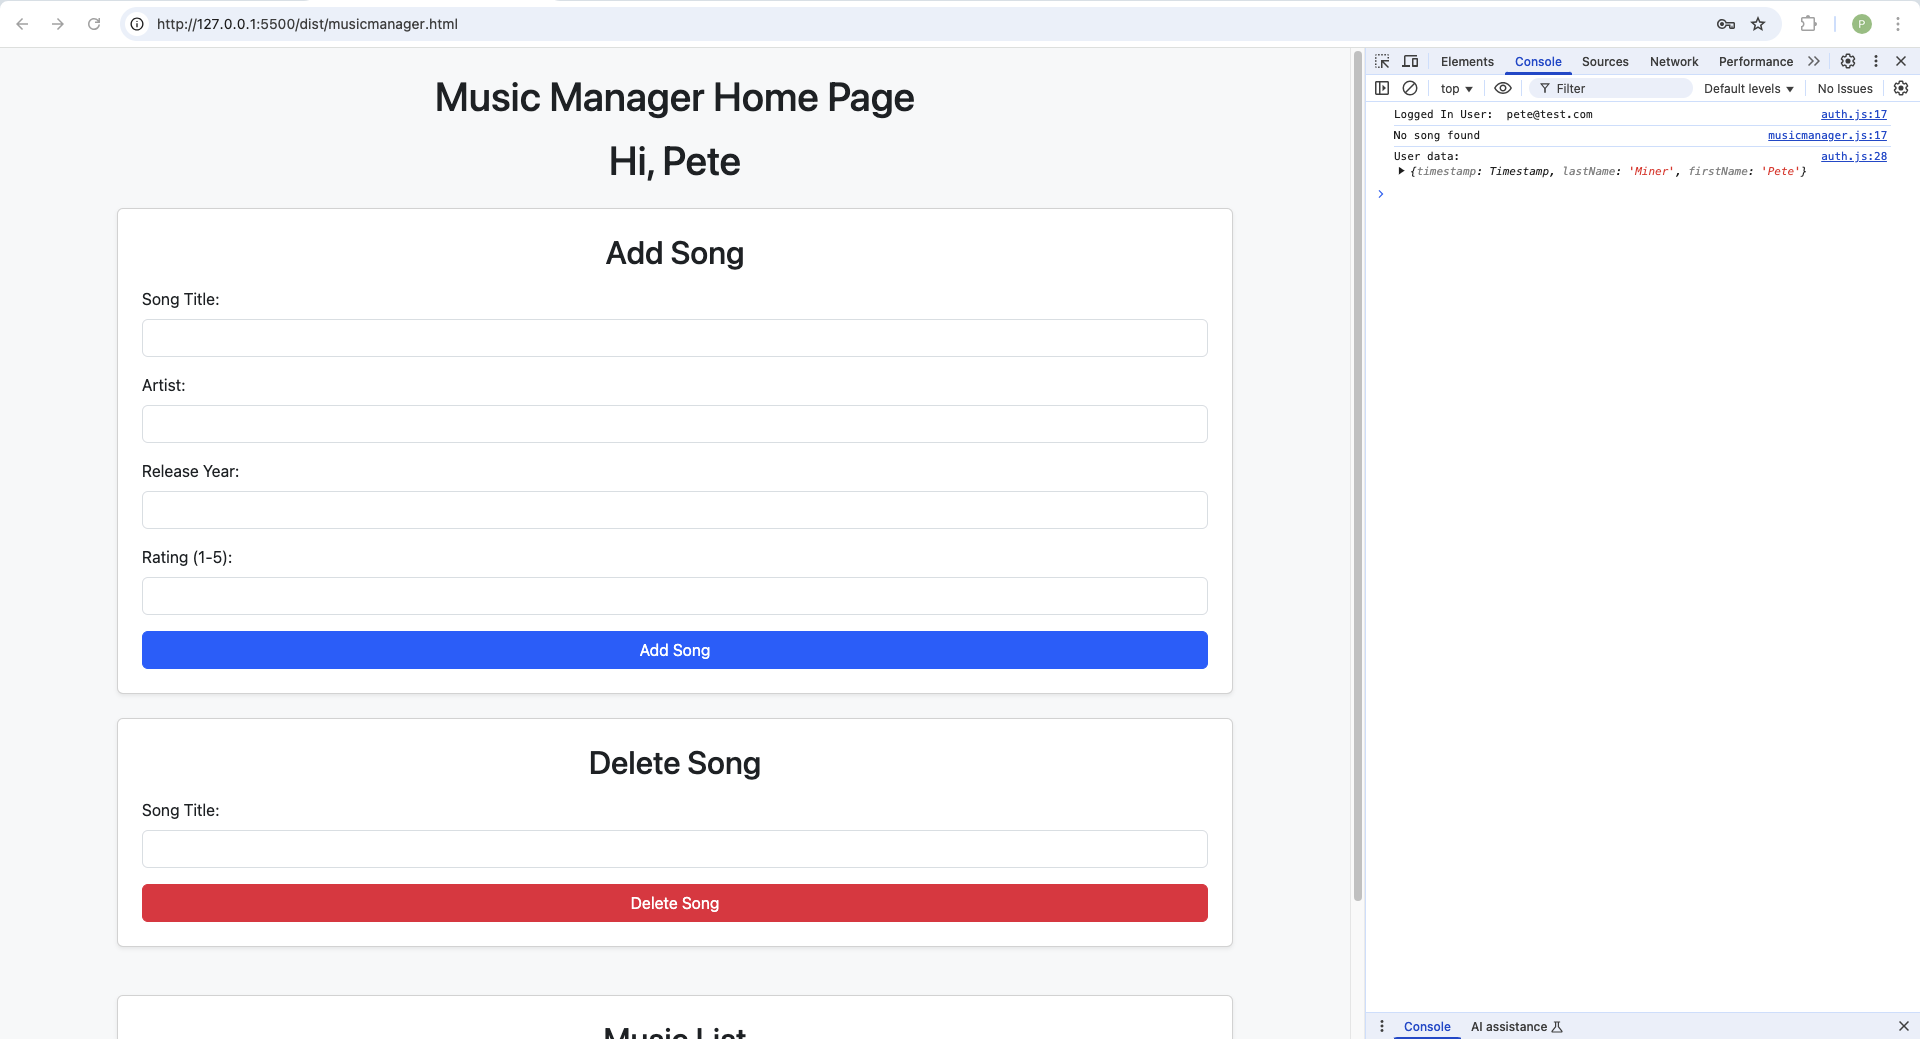 http://127.0.0.1:5500/dist/musicmanager.html
P
Music Manager Home Page
Hi, Pete
Add Song
Song Title:
Artist:
Release Year:
Rating (1-5):
Add Song
Delete Song
Song Title:
Delete Song
Music List
Elements Console Sources Network Performance
top Filter Default levels No Issues
Logged In User:  pete@test.com auth.js:17
No song found musicmanager.js:17
User data: auth.js:28
{timestamp: Timestamp, lastName: 'Miner', firstName: 'Pete'}
Console AI assistance